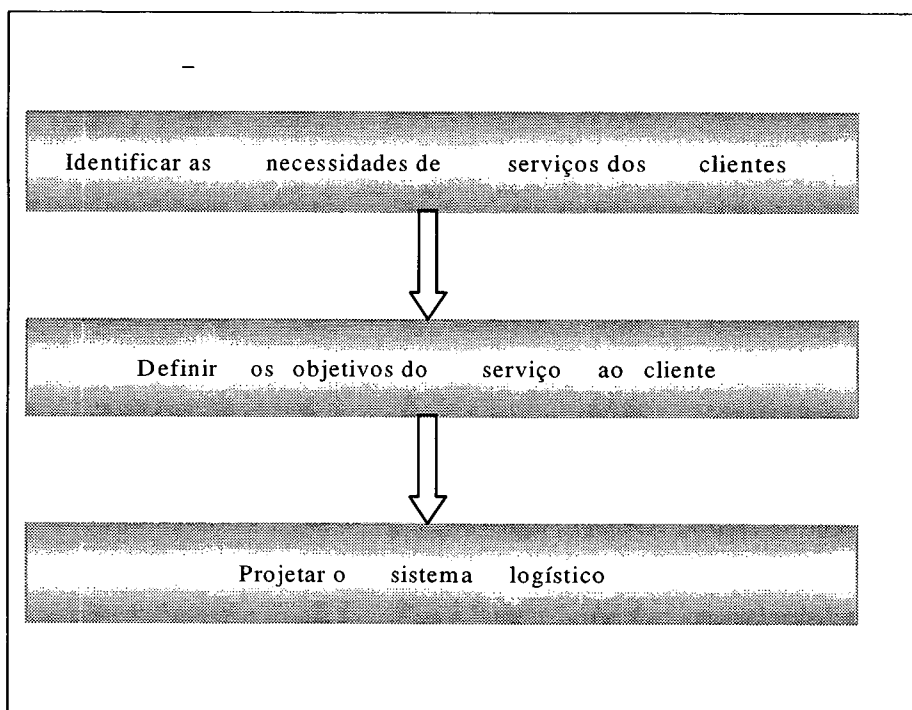 Identificar as necessidades de serviços dos clientes
Definir os objetivos do serviço ao cliente
Projetar o sistema logístico